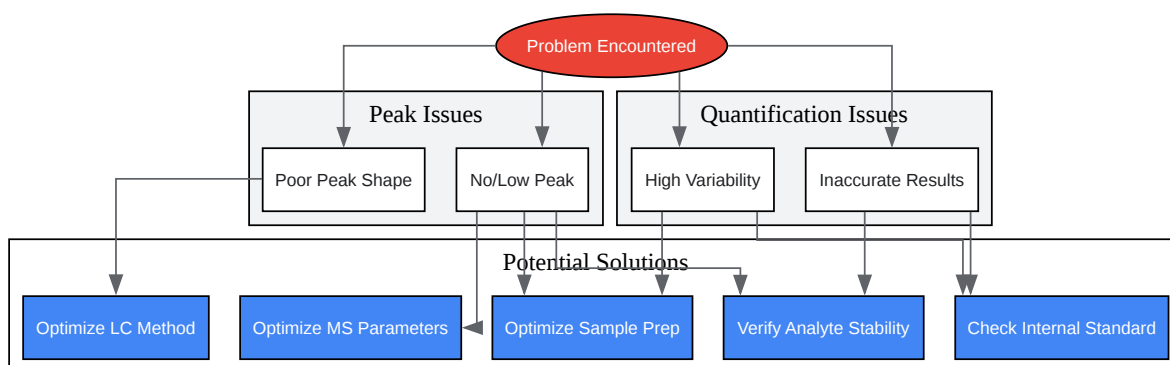 Problem Encountered
Peak Issues
Quantification Issues
Poor Peak Shape
No/Low Peak
High Variability
Inaccurate Results
Potential Solutions
Optimize LC Method
Optimize MS Parameters
Optimize Sample Prep
Verify Analyte Stability
Check Internal Standard